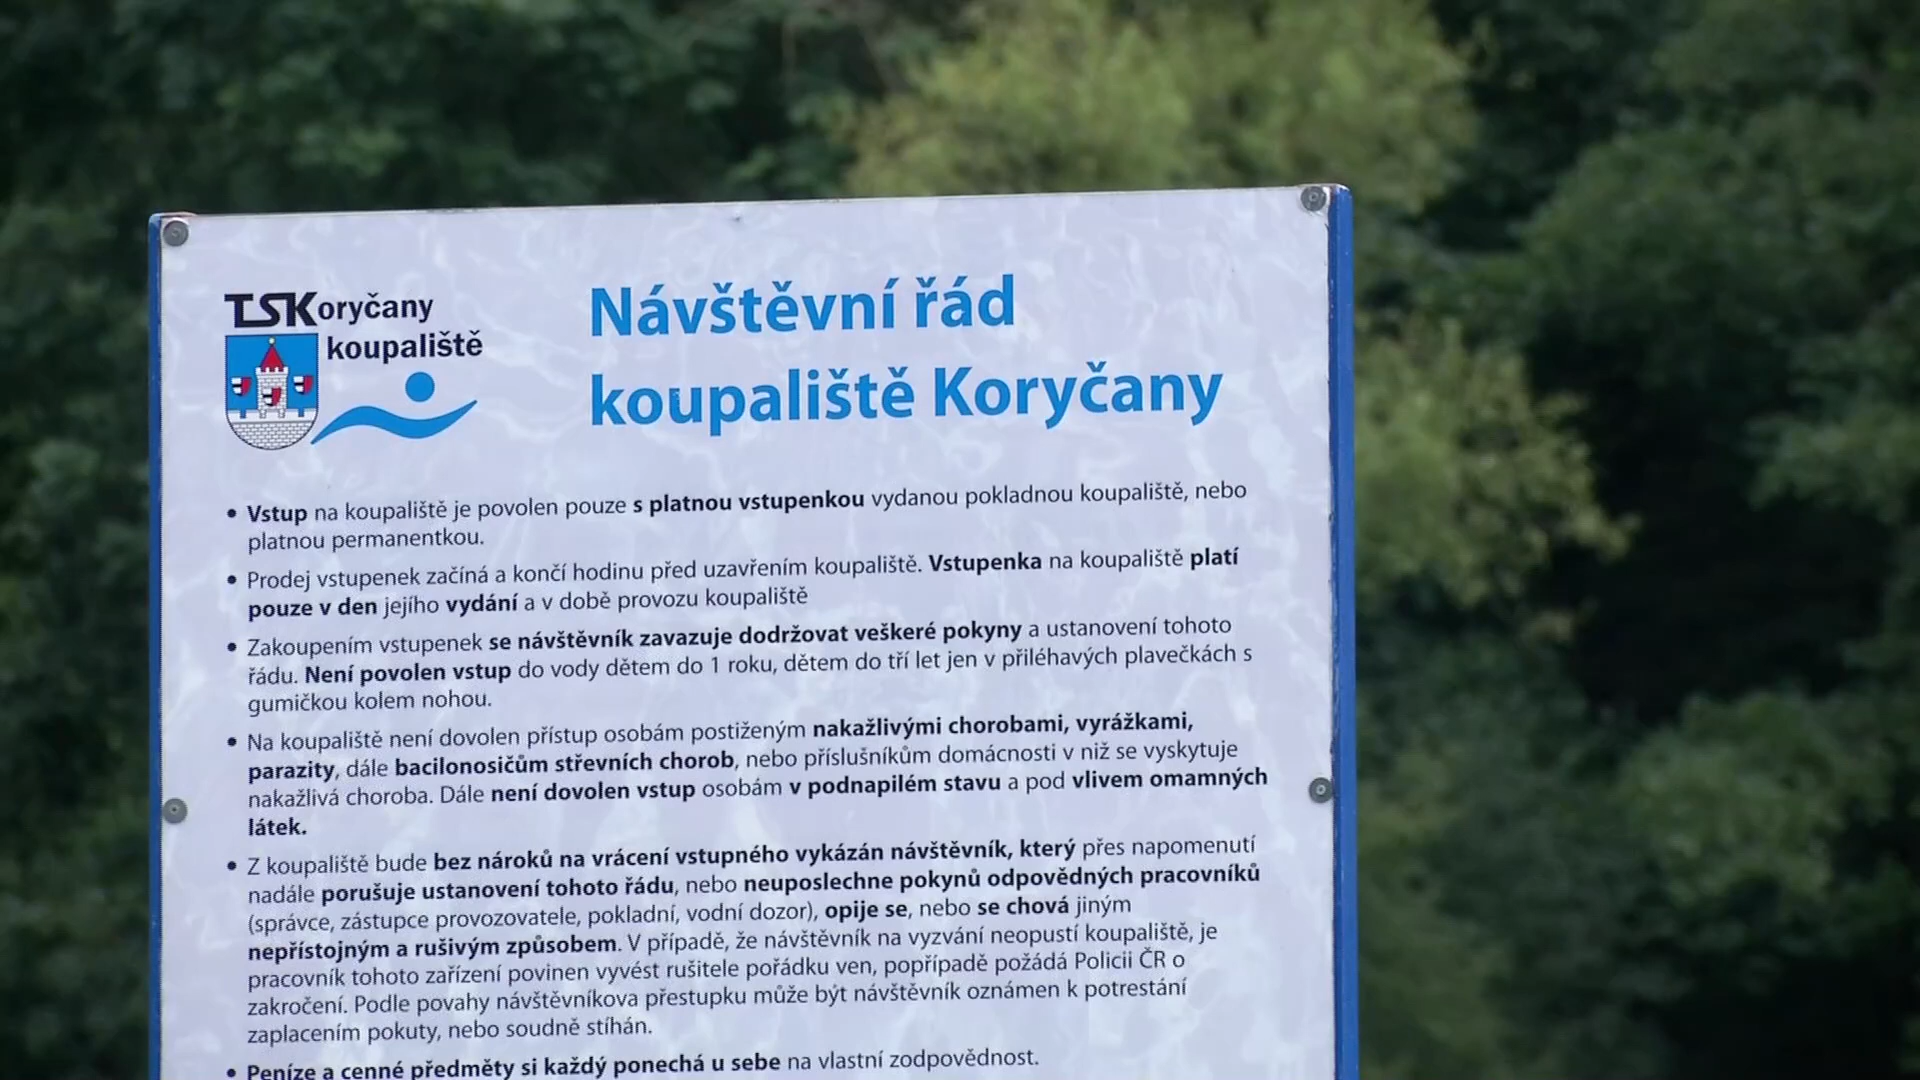 TSKoryčany
koupaliště
Návštěvní řád
koupaliště Koryčany
• Vstup na koupaliště je povolen pouze s platnou vstupenkou vydanou pokladnou koupaliště, nebo
platnou permanentkou.
• Prodej vstupenek začíná a končí hodinu před uzavřením koupaliště. Vstupenka na koupaliště platí
pouze v den jejího vydání a v době provozu koupaliště
• Zakoupením vstupenek se návštěvník zavazuje dodržovat veškeré pokyny a ustanovení tohoto
řádu. Není povolen vstup do vody dětem do 1 roku, dětem do tří let jen v přiléhavých plavečkách s
gumičkou kolem nohou.
• Na koupaliště není dovolen přístup osobám postiženým nakažlivými chorobami, vyrážkami,
parazity, dále bacilonosičům střevních chorob, nebo příslušníkům domácnosti v niž se vyskytuje
nakažlivá choroba. Dále není dovolen vstup osobám v podnapilém stavu a pod vlivem omamných
látek.
• Z koupaliště bude bez nároků na vrácení vstupného vykázán návštěvník, který přes napomenutí
nadále porušuje ustanovení tohoto řádu, nebo neuposlechne pokynů odpovědných pracovníků
(správce, zástupce provozovatele, pokladní, vodní dozor), opije se, nebo se chová jiným
nepřístojným a rušivým způsobem. V případě, že návštěvník na vyzvání neopustí koupaliště, je
pracovník tohoto zařízení povinen vyvést rušitele pořádku ven, popřípadě požádá Policii ČR o
zakročení. Podle povahy návštěvníkova přestupku může být návštěvník oznámen k potrestání
zaplacením pokuty, nebo soudně stíhán.
• Peníze a cenné předměty si každý ponechá u sebe na vlastní zodpovědnost.